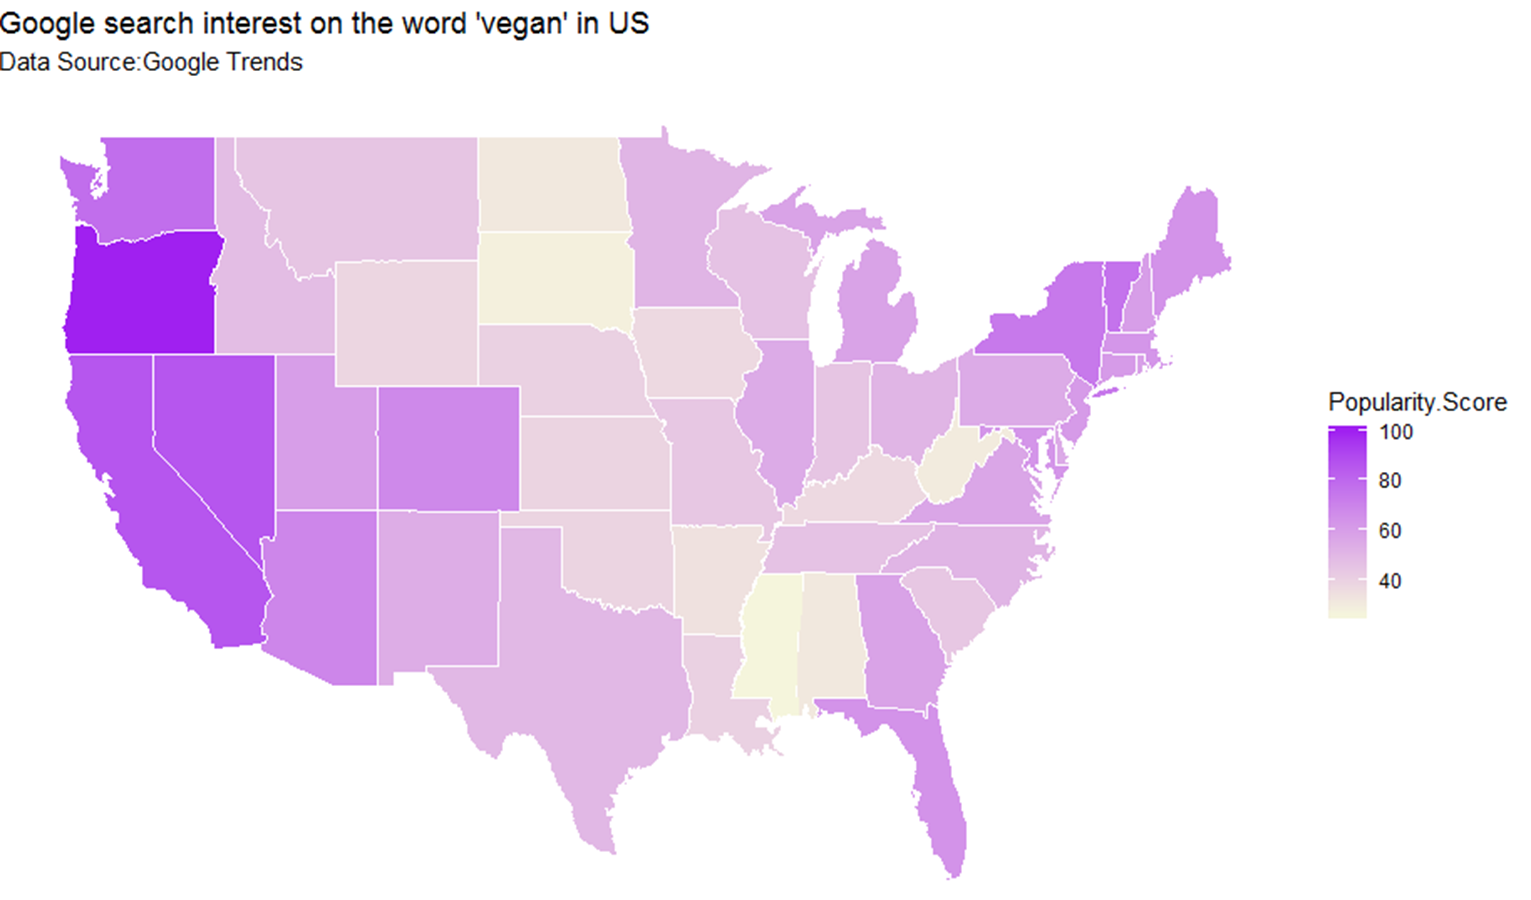 Google search interest on the word 'vegan' in US
Data Source:Google Trends
Popularity.Score
100
80
60
40